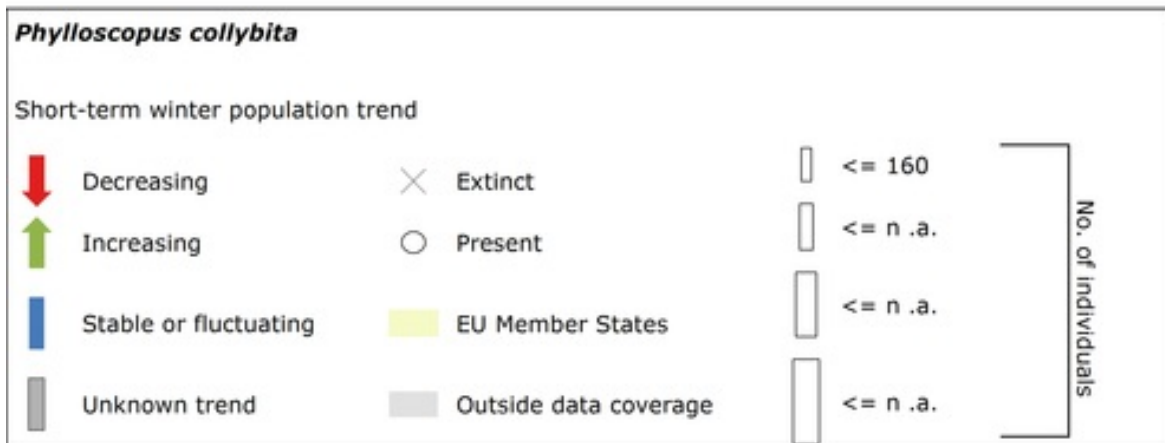 Phylloscopus collybita
Short-term winter population trend
Decreasing
Extinct
<= 160
Increasing
Present
<= n .a.
Stable or fluctuating
EU Member States
<= n .a.
Unknown trend
Outside data coverage
<= n .a.
No. of individuals